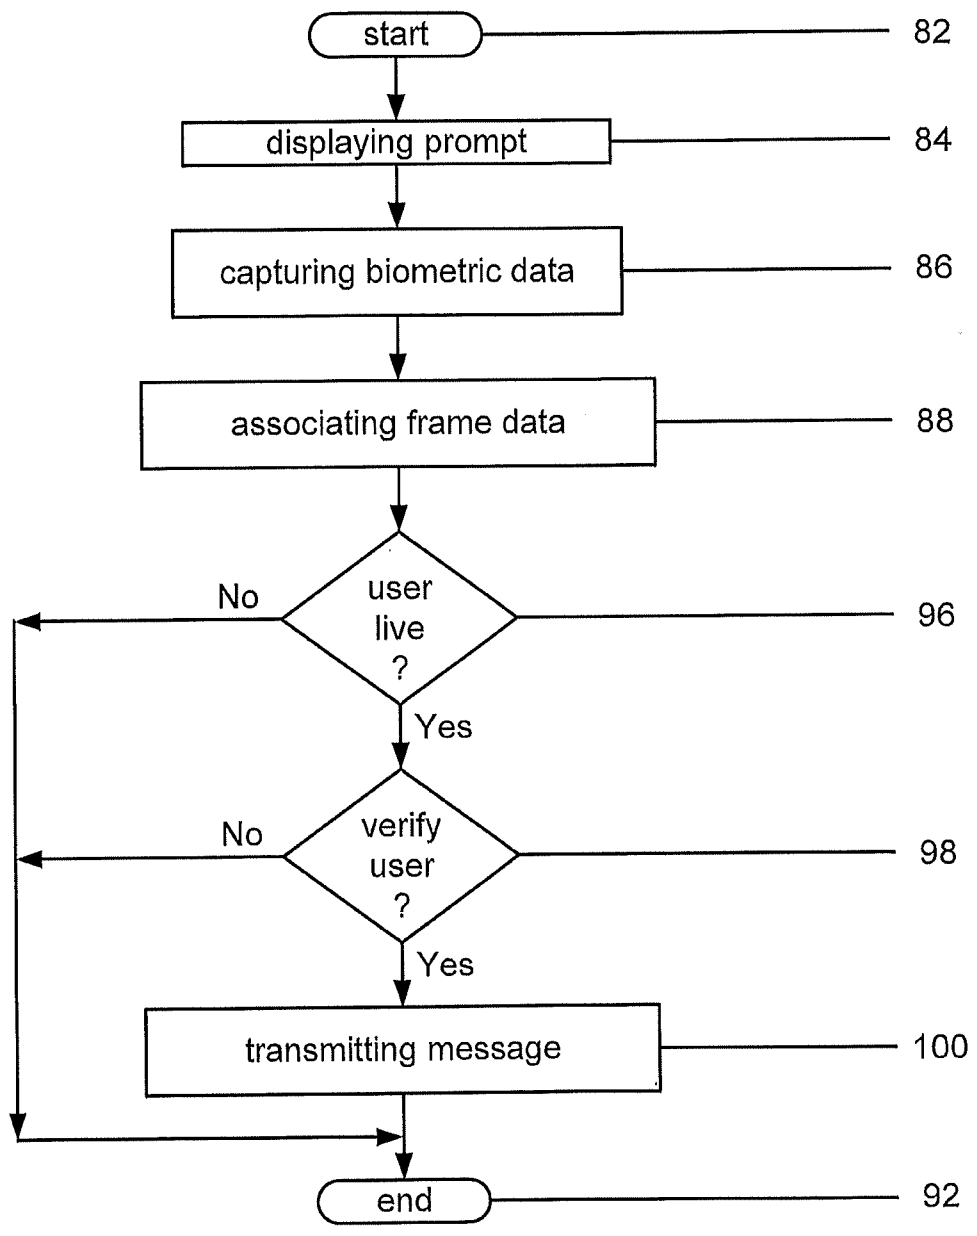 start 82
displaying prompt 84
capturing biometric data 86
associating frame data 88
No
user
live 96
?
Yes
No
verify
user 98
?
Yes
transmitting message 100
end 92